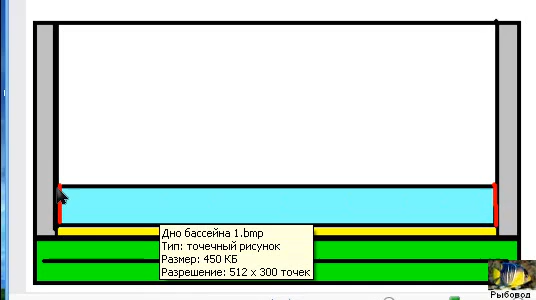 Дно бассейна 1.bmp
Тип: точечный рисунок
Размер: 450 КБ
Разрешение: 512 x 300 точек
Рыбовод